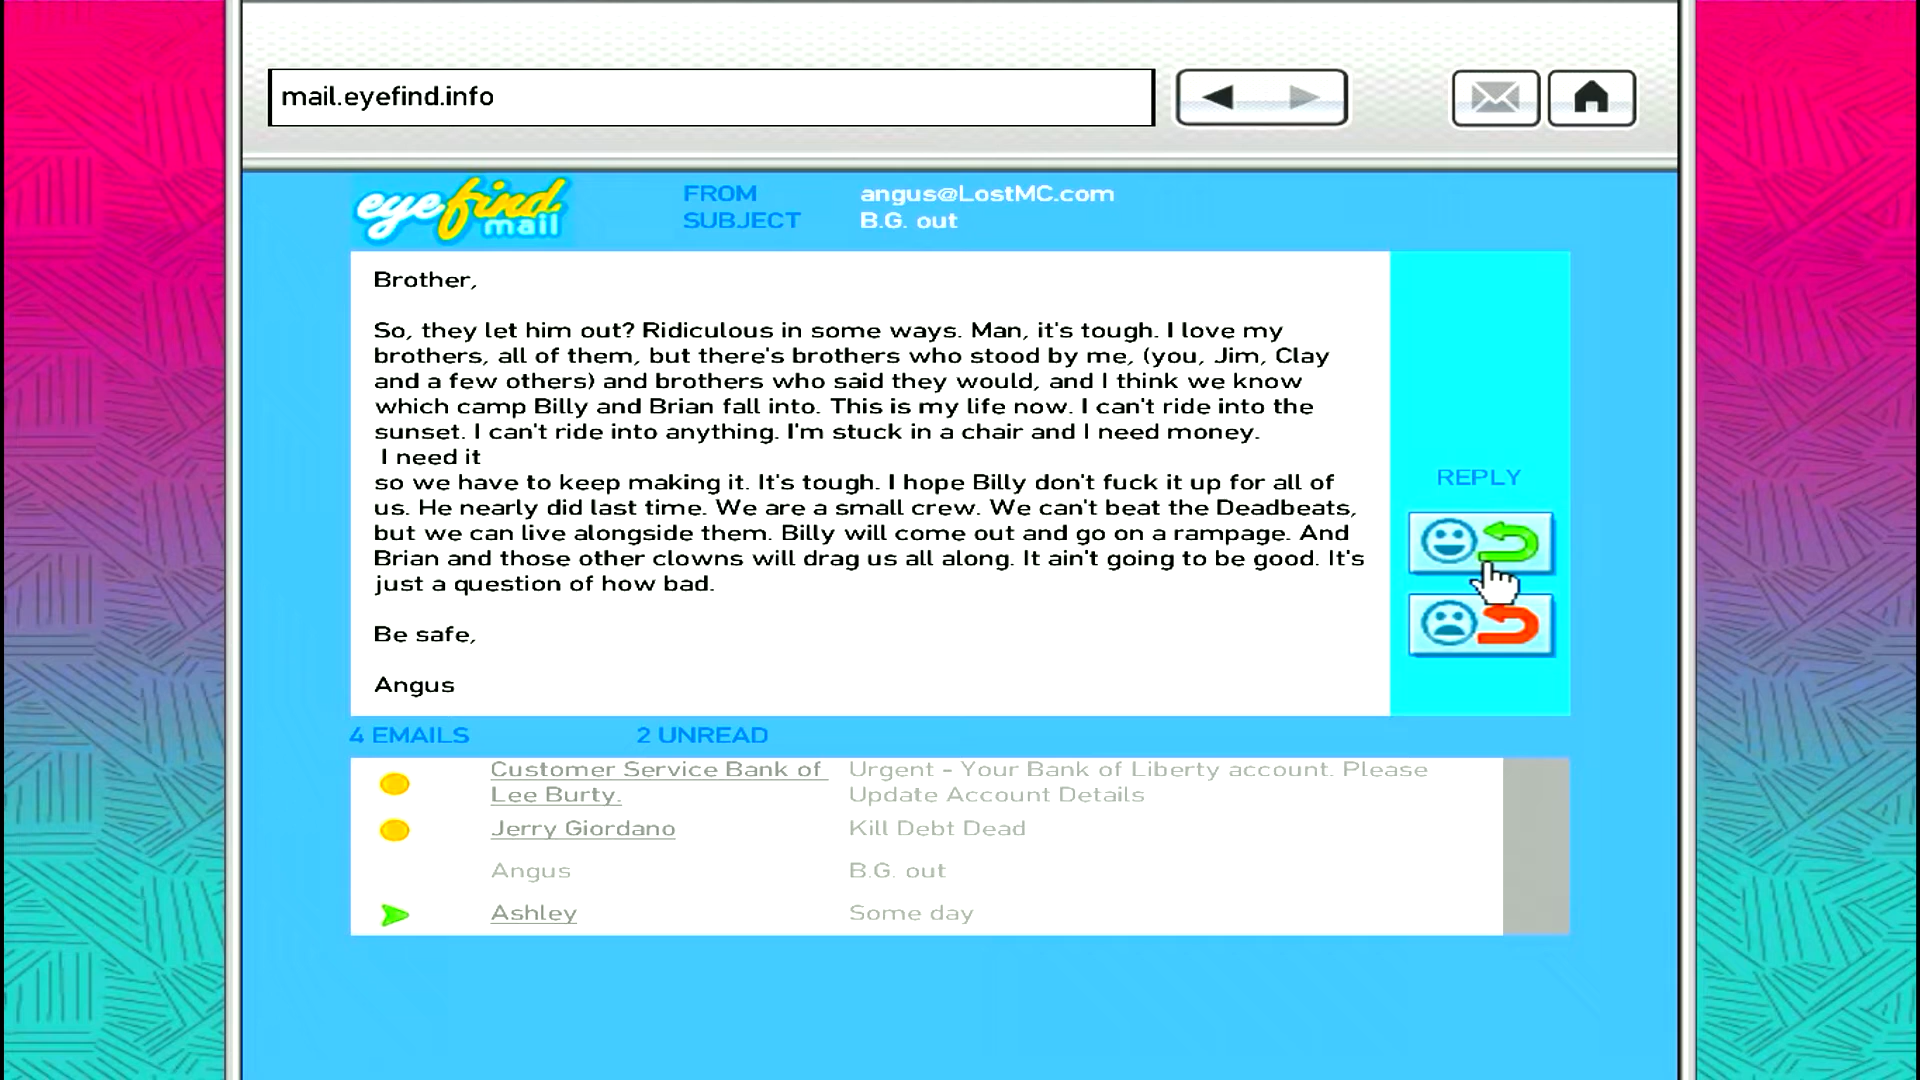 mail.eyefind.info
eyefind mail
FROM angus@LostMC.com
SUBJECT B.G. out
Brother,
So, they let him out? Ridiculous in some ways. Man, it's tough. I love my
brothers, all of them, but there's brothers who stood by me, (you, Jim, Clay
and a few others) and brothers who said they would, and I think we know
which camp Billy and Brian fall into. This is my life now. I can't ride into the
sunset. I can't ride into anything. I'm stuck in a chair and I need money.
I need it
so we have to keep making it. It's tough. I hope Billy don't fuck it up for all of
us. He nearly did last time. We are a small crew. We can't beat the Deadbeats,
but we can live alongside them. Billy will come out and go on a rampage. And
Brian and those other clowns will drag us all along. It ain't going to be good. It's
just a question of how bad.
Be safe,
Angus
REPLY
4 EMAILS 2 UNREAD
Customer Service Bank of Urgent - Your Bank of Liberty account. Please
Lee Burty. Update Account Details
Jerry Giordano Kill Debt Dead
Angus B.G. out
Ashley Some day